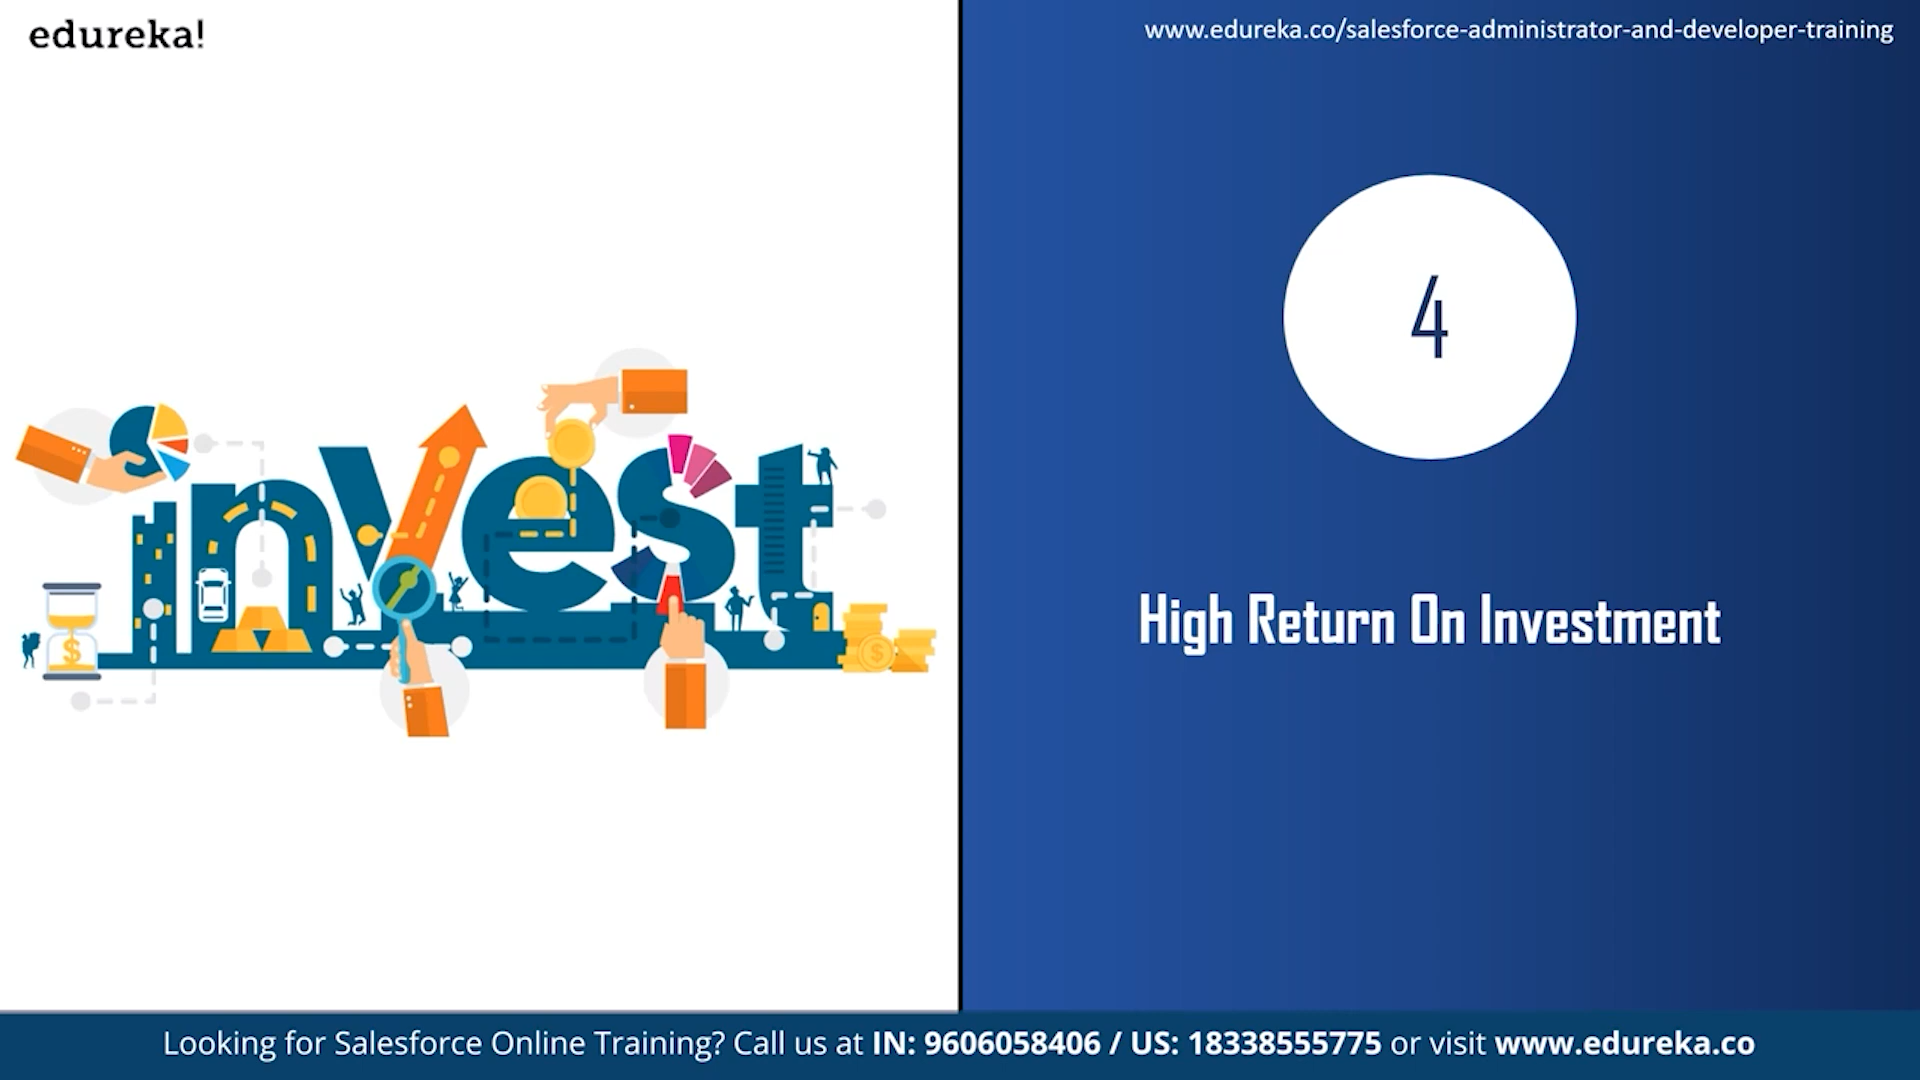 edureka!
www.edureka.co/salesforce-administrator-and-developer-training
invest
$
$
4
High Return On Investment
Looking for Salesforce Online Training? Call us at IN: 9606058406 / US: 18338555775 or visit www.edureka.co